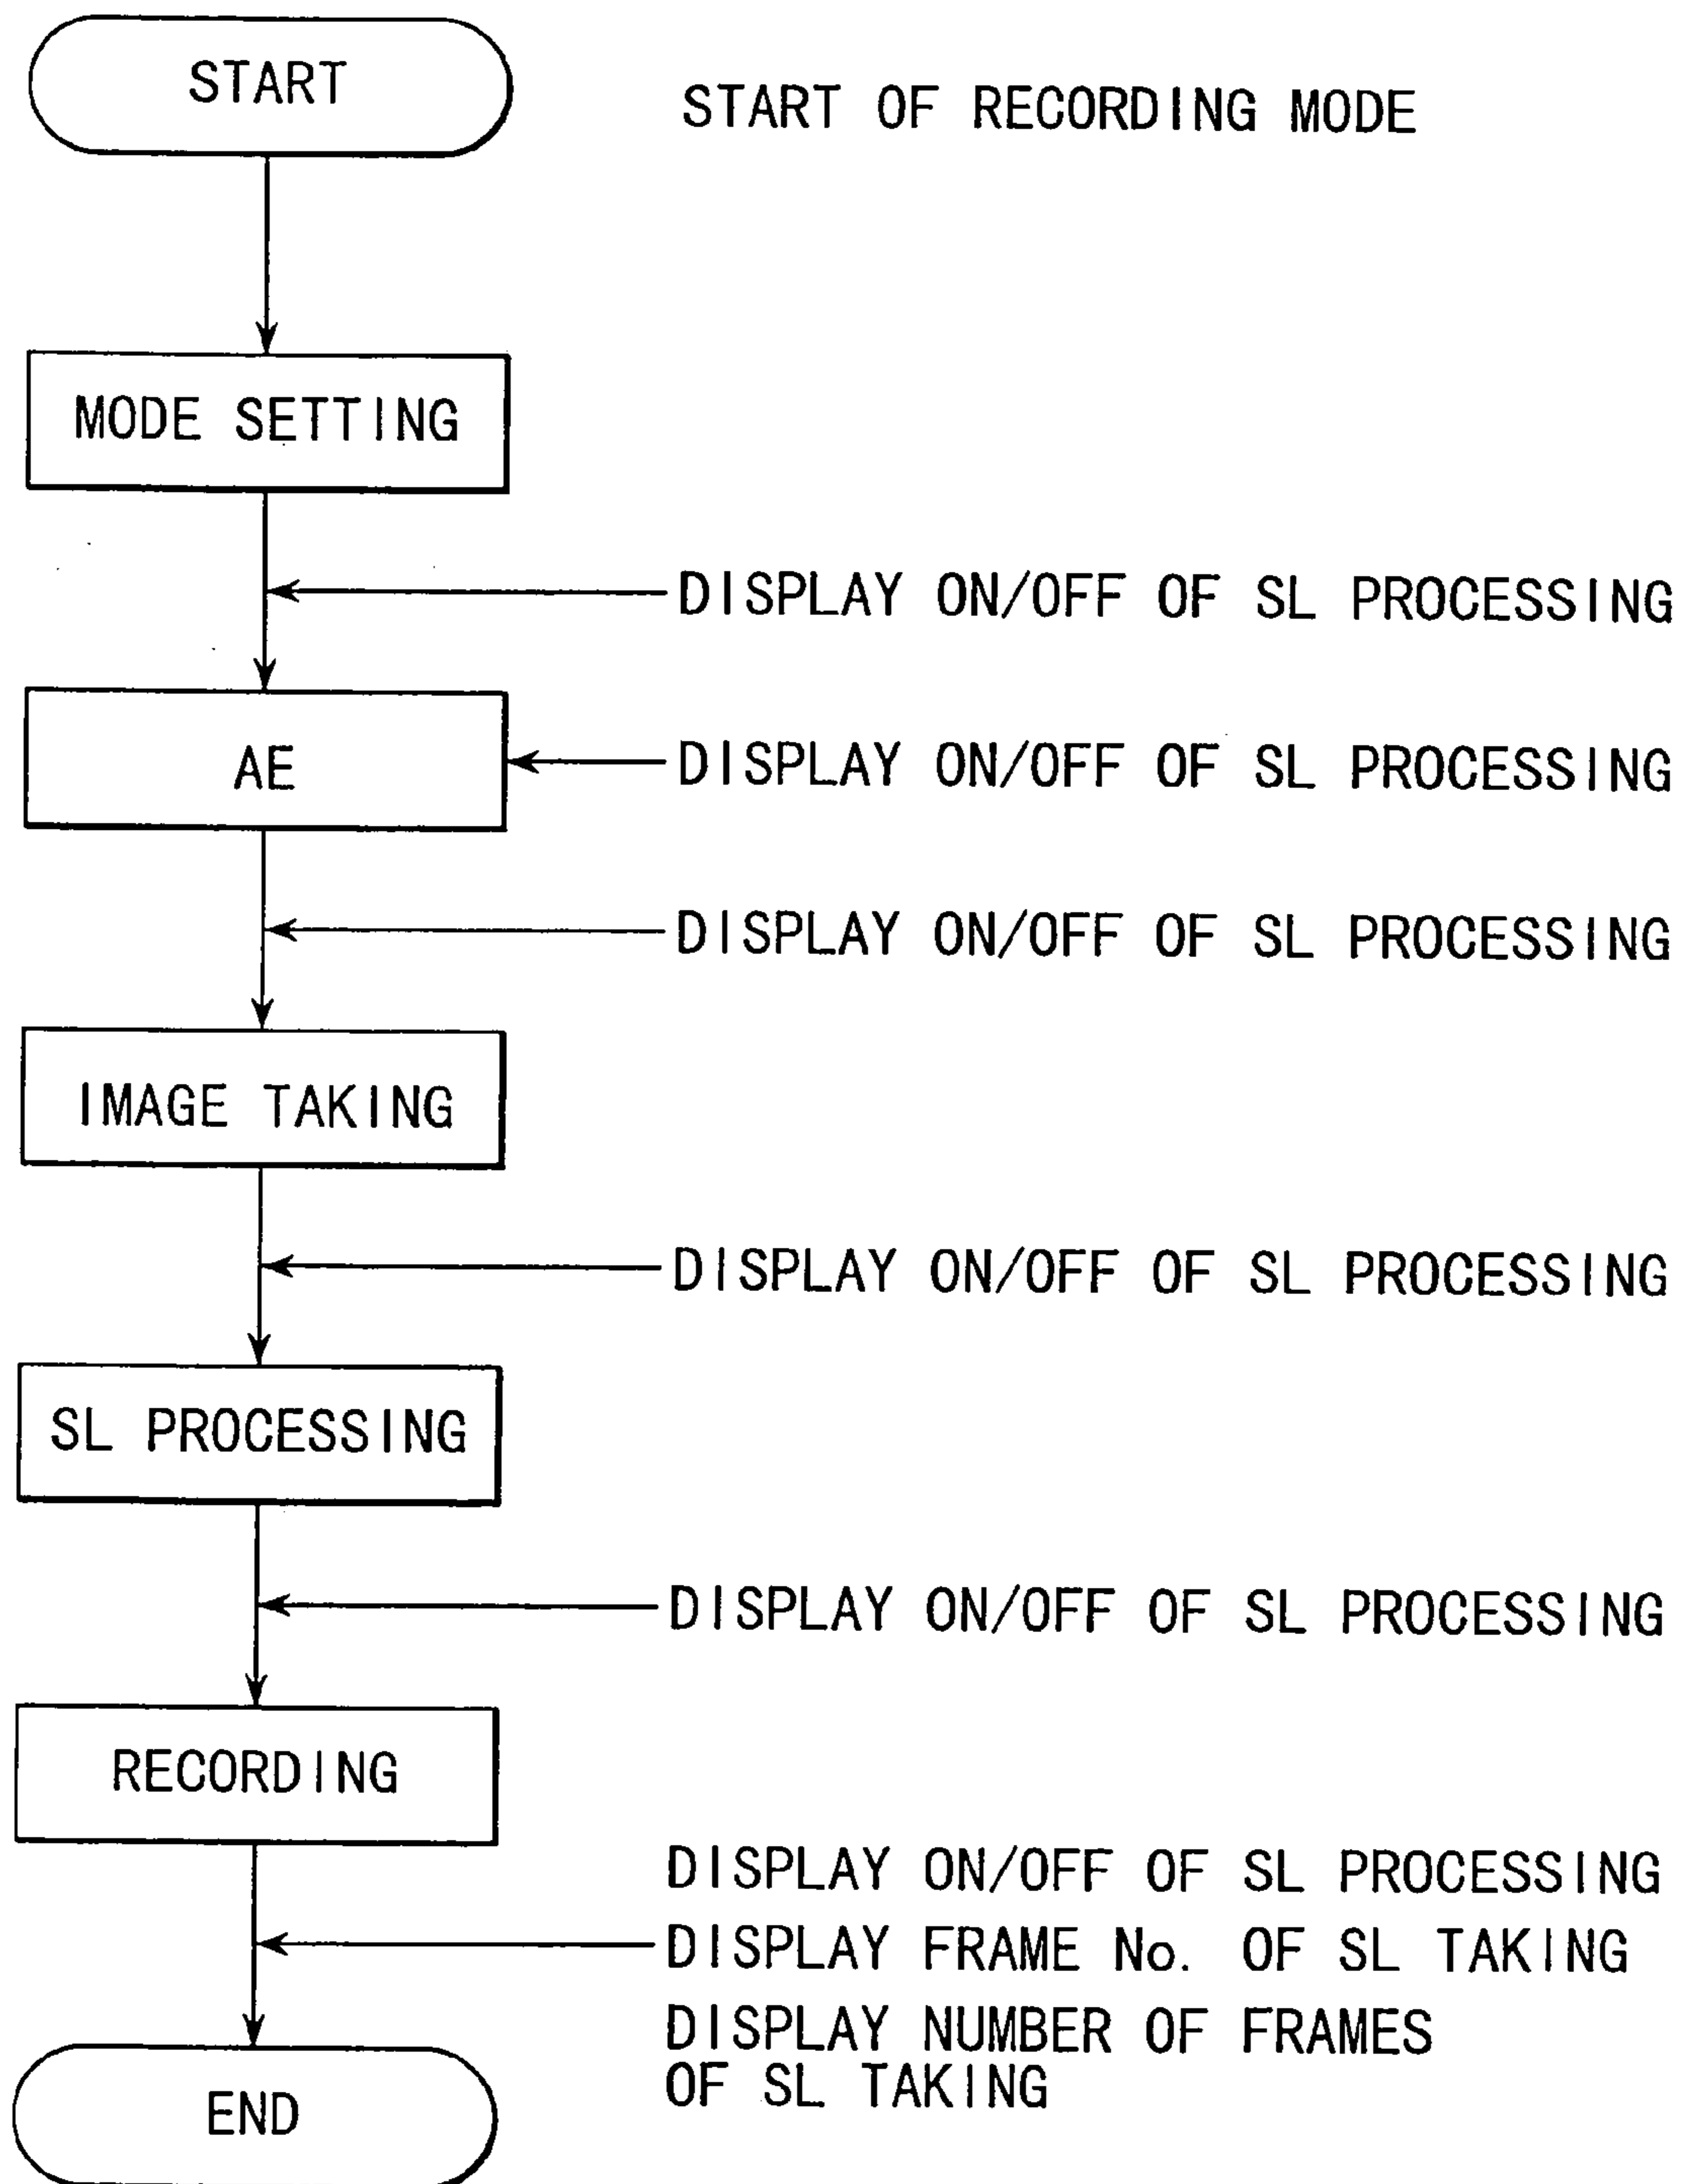 START
START OF RECORDING MODE
MODE SETTING
DISPLAY ON/OFF OF SL PROCESSING
AE
DISPLAY ON/OFF OF SL PROCESSING
DISPLAY ON/OFF OF SL PROCESSING
IMAGE TAKING
DISPLAY ON/OFF OF SL PROCESSING
SL PROCESSING
DISPLAY ON/OFF OF SL PROCESSING
RECORDING
DISPLAY ON/OFF OF SL PROCESSING
DISPLAY FRAME No. OF SL TAKING
DISPLAY NUMBER OF FRAMES
OF SL TAKING
END